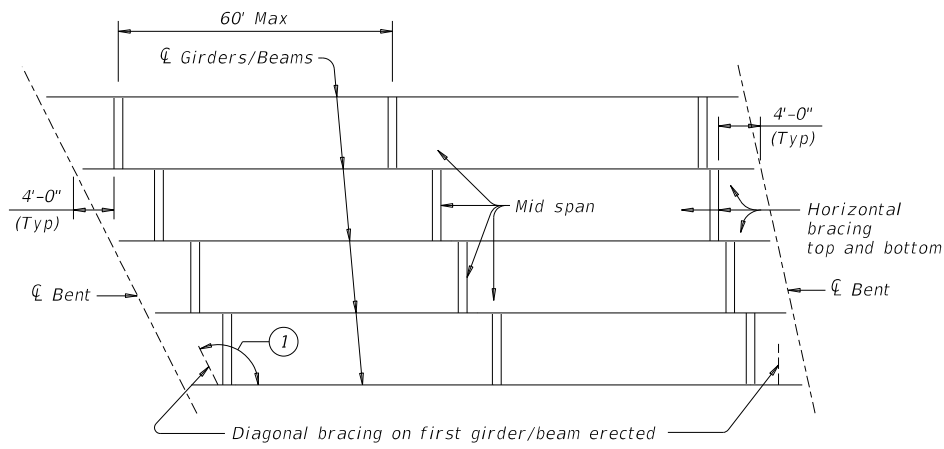 60' Max
℄ Girders/Beams
4'-0"
(Typ)
4'-0"
(Typ)
Mid span
Horizontal
bracing
top and bottom
℄ Bent
℄ Bent
1
Diagonal bracing on first girder/beam erected